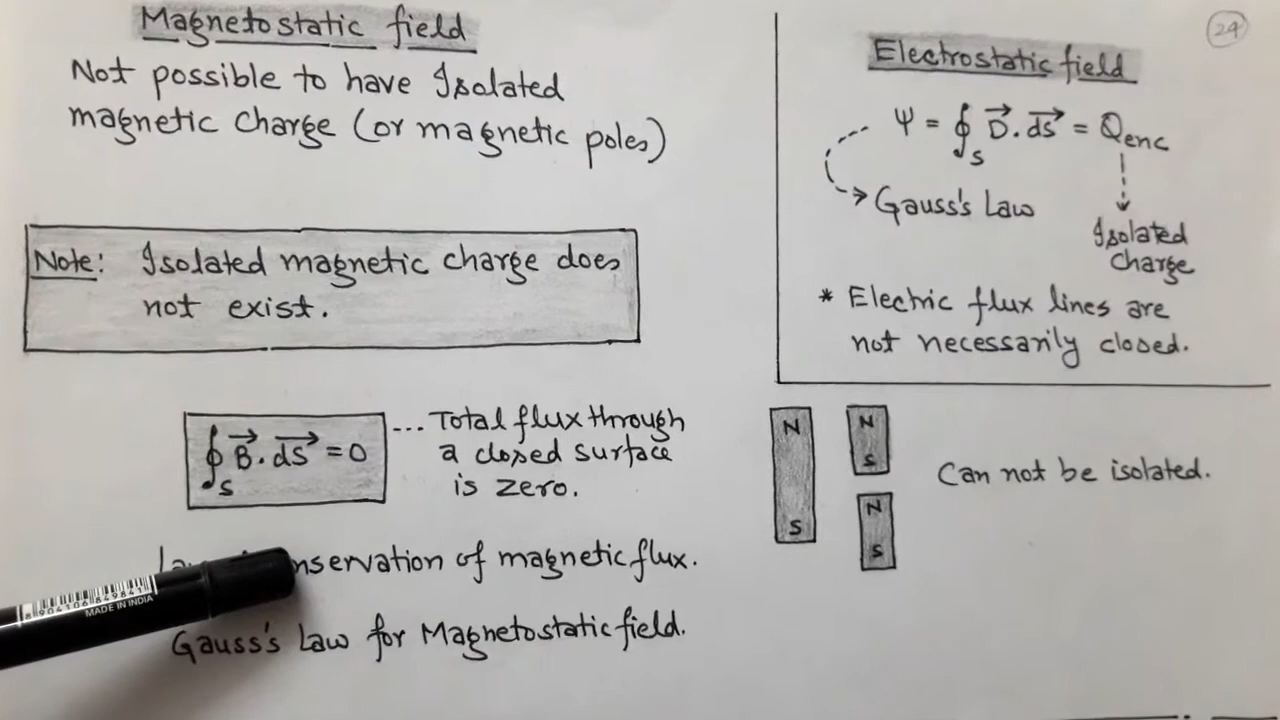 Magnetostatic field
Not possible to have Isolated
magnetic charge (or magnetic poles)
Note: Isolated magnetic charge does
not exist.
∮S B⃗ · dS⃗ = 0
... Total flux through
a closed surface
is zero.
nservation of magnetic flux.
Gauss's Law for Magnetostatic field.
8904106849841
MADE IN INDIA
24
Electrostatic field
Ψ = ∮S D⃗ · ds⃗ = Qenc
Gauss's Law
Isolated
charge
* Electric flux lines are
not necessarily closed.
N
S
N
S
N
S
Can not be isolated.